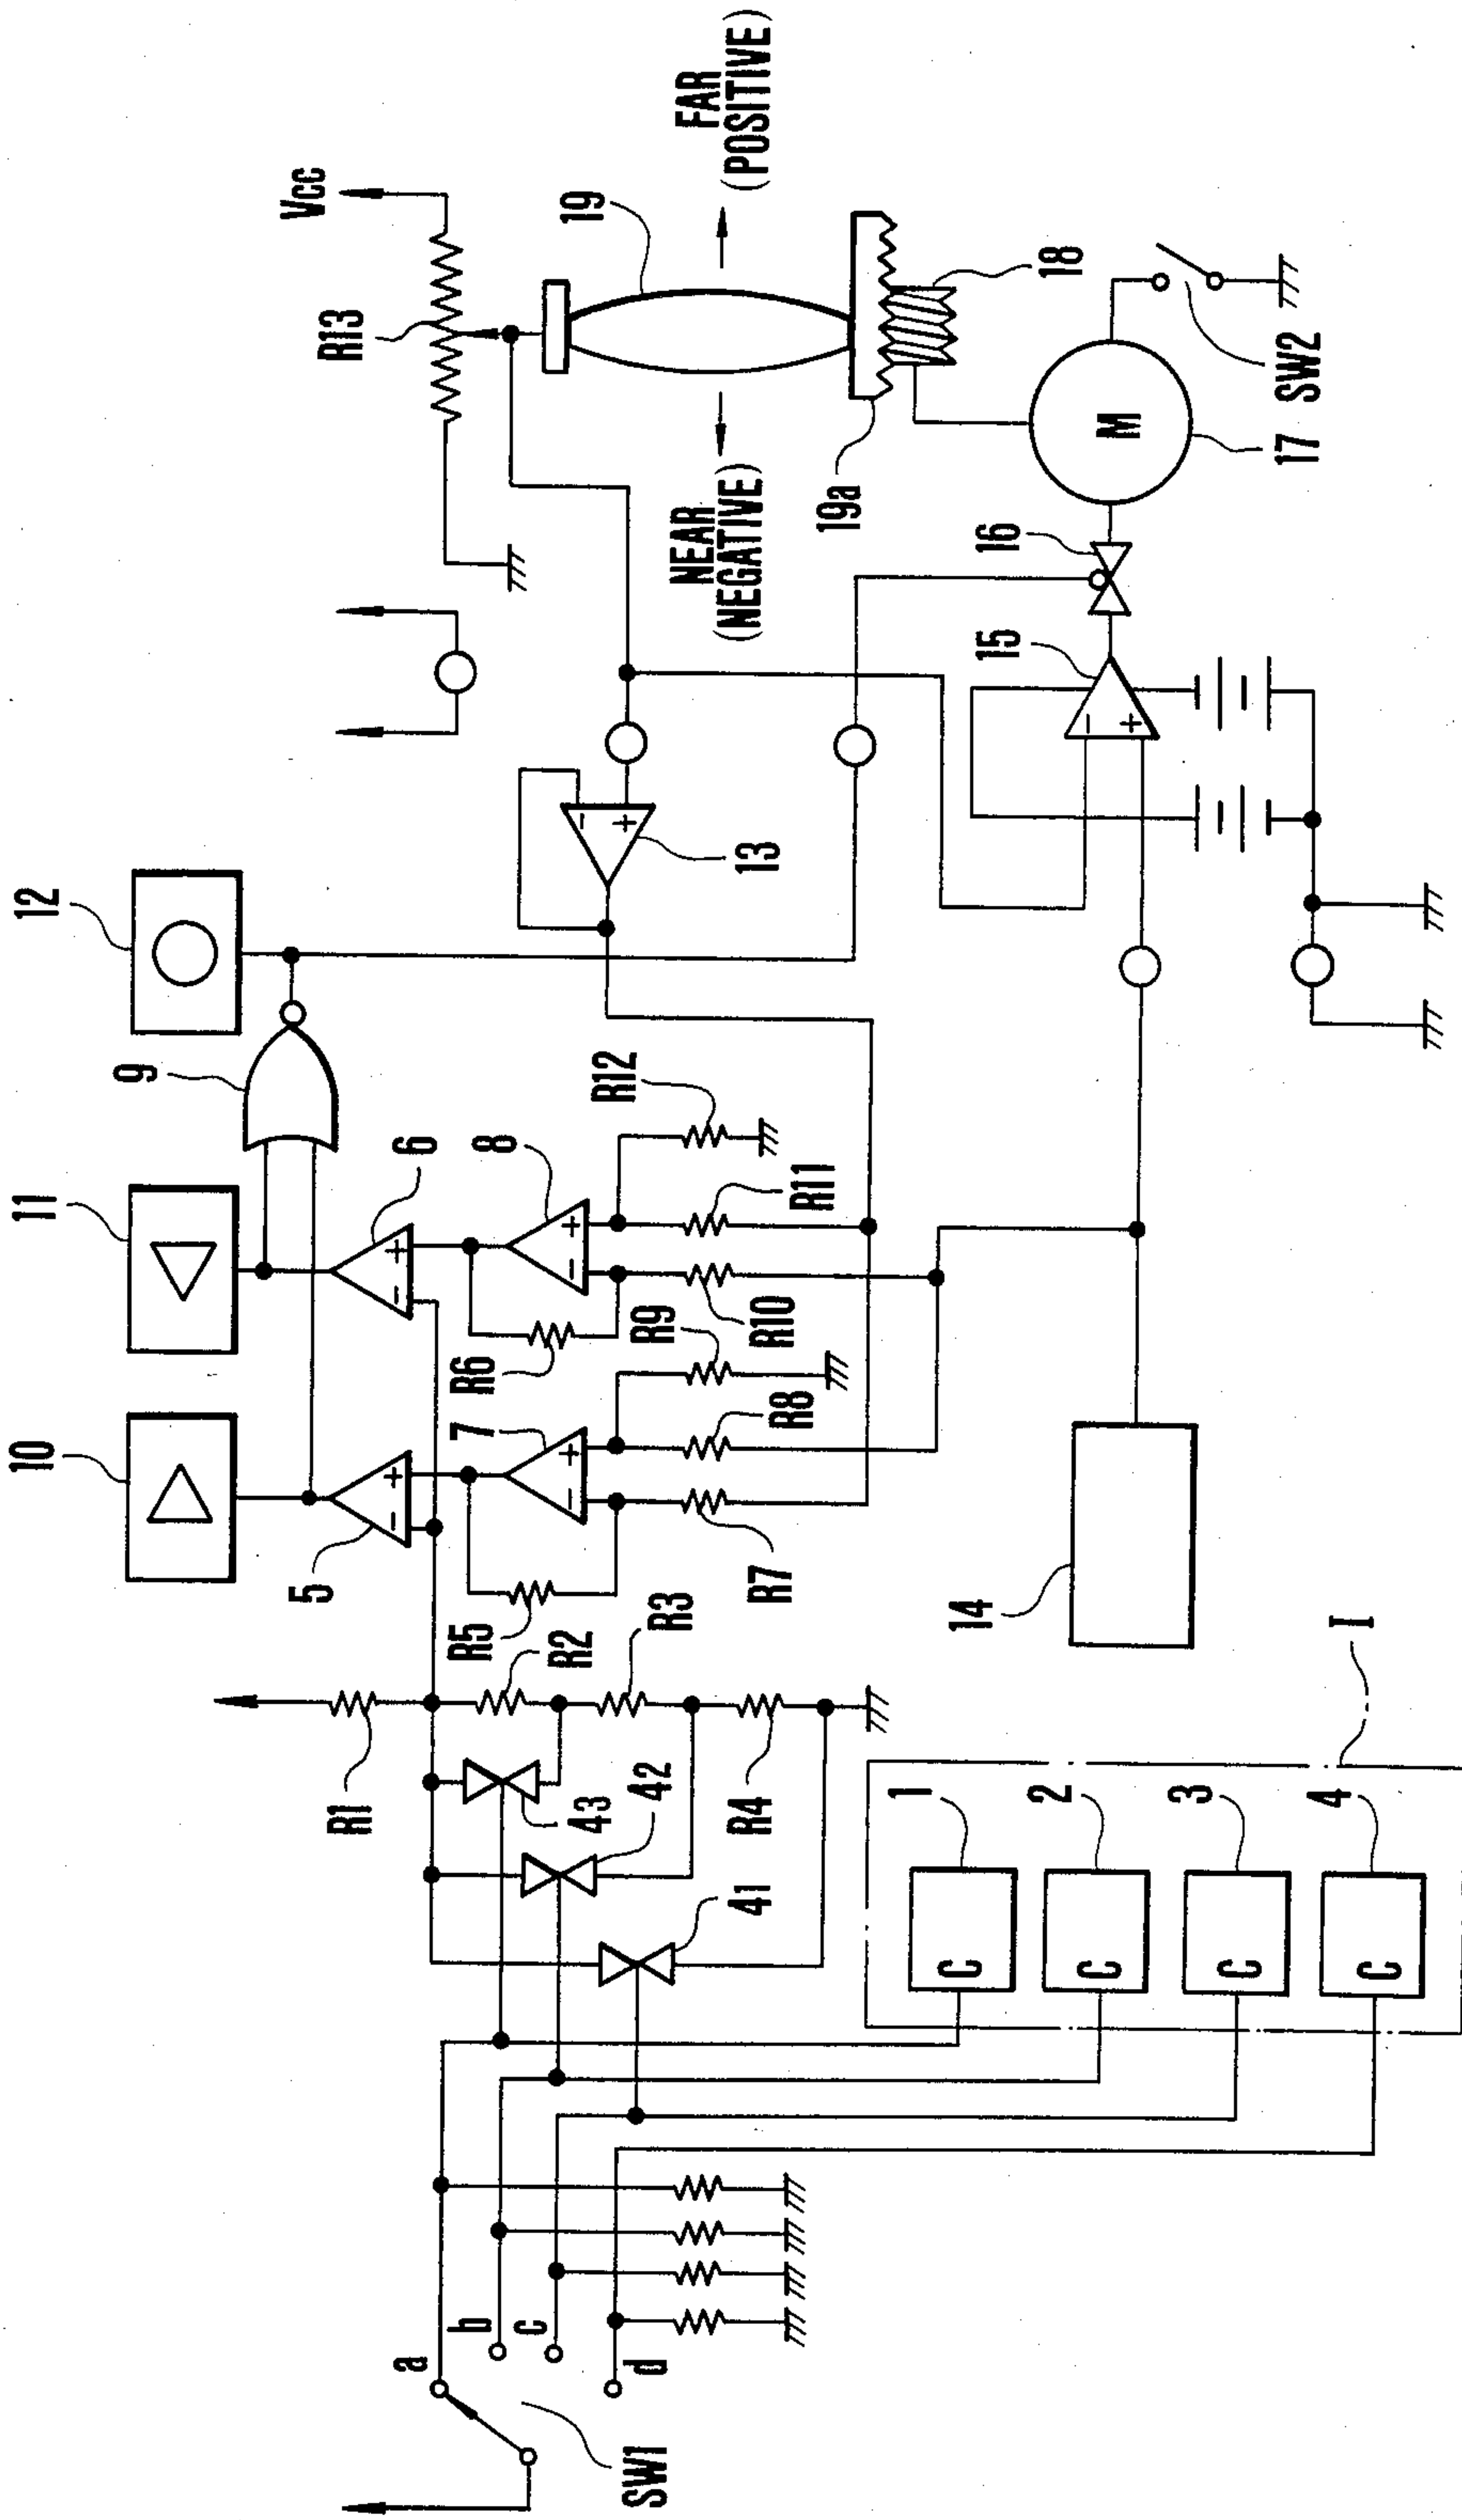 12
11
10
9
Vcc
R13
19
FAR
(POSITIVE)
NEAR
(NEGATIVE)
19a
18
M
17
SW2
16
15
-
+
13
-
+
R12
6
-
+
8
-
+
R11
R10
R6
R9
5
-
+
7
-
+
R8
R7
R5
R3
R2
R1
43
42
R4
41
14
I
1
C
2
C
3
C
4
C
a
b
c
d
SW1